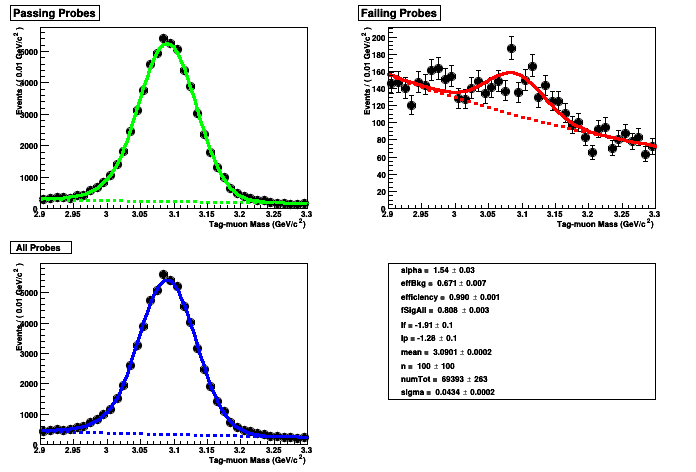 Passing Probes
Events / ( 0.01 GeV/c² )
5000
4000
3000
2000
1000
0
2.9 2.95 3 3.05 3.1 3.15 3.2 3.25 3.3
Tag-muon Mass (GeV/c²)
Failing Probes
Events / ( 0.01 GeV/c² )
200
180
160
140
120
100
80
60
40
20
0
2.9 2.95 3 3.05 3.1 3.15 3.2 3.25 3.3
Tag-muon Mass (GeV/c²)
All Probes
Events / ( 0.01 GeV/c² )
5000
4000
3000
2000
1000
0
2.9 2.95 3 3.05 3.1 3.15 3.2 3.25 3.3
Tag-muon Mass (GeV/c²)
alpha = 1.54 ± 0.03
effBkg = 0.671 ± 0.007
efficiency = 0.990 ± 0.001
fSigAll = 0.808 ± 0.003
lf = -1.91 ± 0.1
lp = -1.28 ± 0.1
mean = 3.0901 ± 0.0002
n = 100 ± 100
numTot = 69393 ± 263
sigma = 0.0434 ± 0.0002